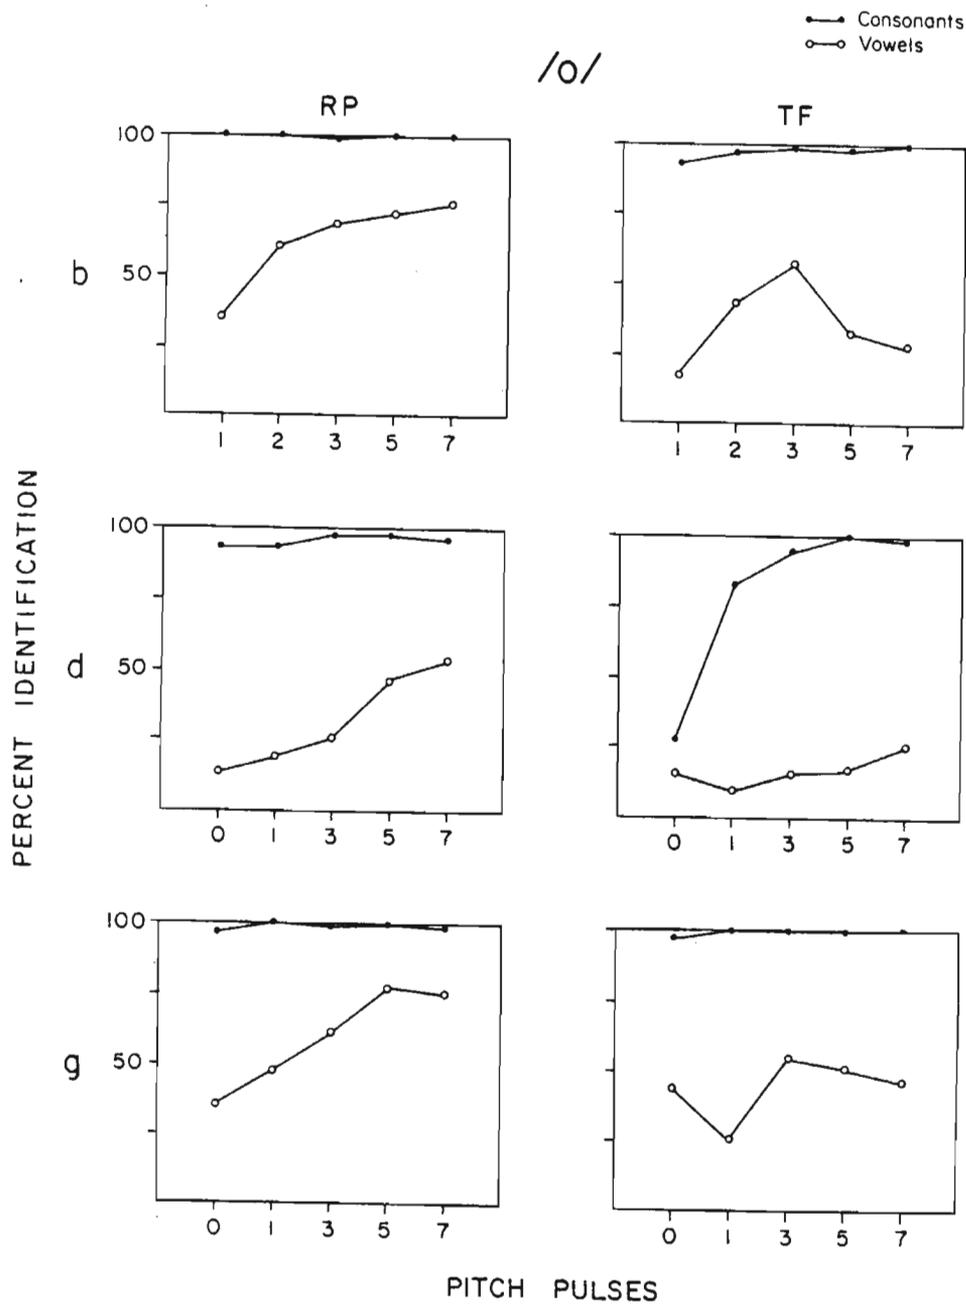 Consonants
Vowels
/o/
RP
TF
100
50
b
1 2 3 5 7
1 2 3 5 7
PERCENT IDENTIFICATION
100
50
d
0 1 3 5 7
0 1 3 5 7
100
50
g
0 1 3 5 7
0 1 3 5 7
PITCH PULSES